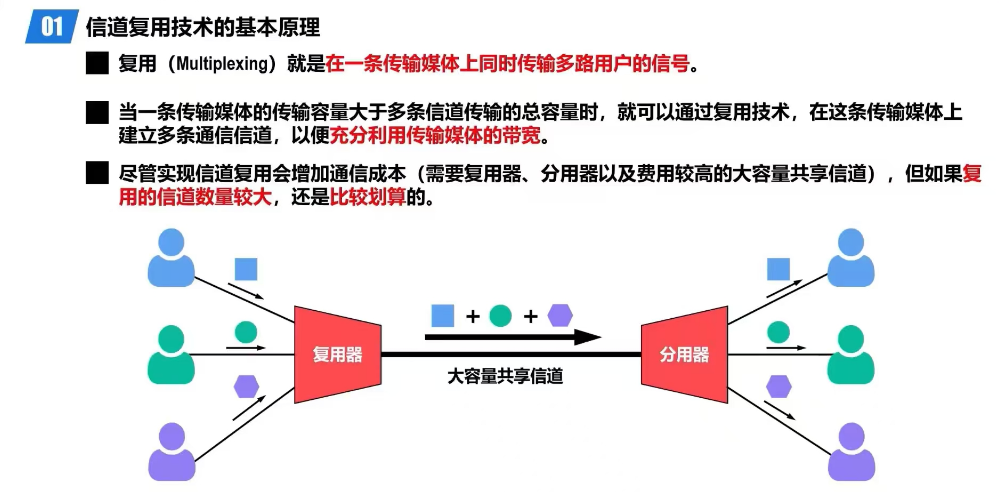 01 信道复用技术的基本原理
复用（Multiplexing）就是在一条传输媒体上同时传输多路用户的信号。
当一条传输媒体的传输容量大于多条信道传输的总容量时，就可以通过复用技术，在这条传输媒体上
建立多条通信信道，以便充分利用传输媒体的带宽。
尽管实现信道复用会增加通信成本（需要复用器、分用器以及费用较高的大容量共享信道），但如果复
用的信道数量较大，还是比较划算的。
+ +
复用器
分用器
大容量共享信道